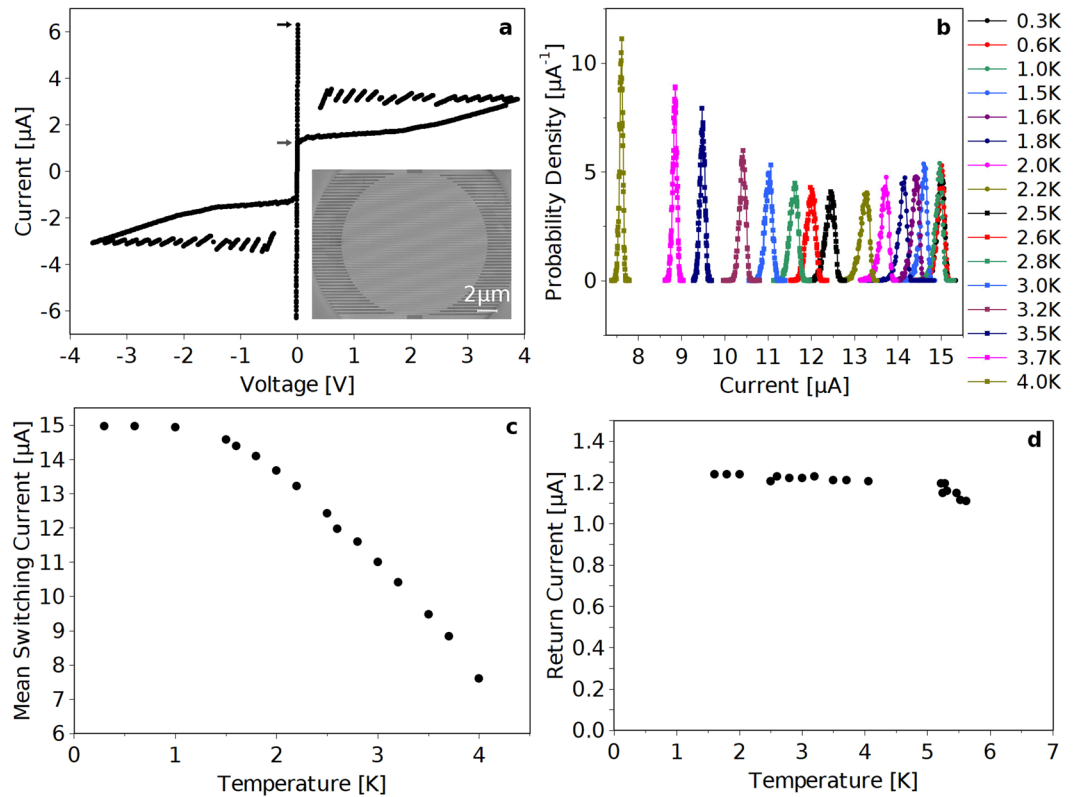 a
Current [µA]
6
4
2
0
-2
-4
-6
-4
-3
-2
-1
0
1
2
3
4
Voltage [V]
2µm
b
Probability Density [µA⁻¹]
10
5
0
8
9
10
11
12
13
14
15
Current [µA]
0.3K
0.6K
1.0K
1.5K
1.6K
1.8K
2.0K
2.2K
2.5K
2.6K
2.8K
3.0K
3.2K
3.5K
3.7K
4.0K
c
Mean Switching Current [µA]
15
14
13
12
11
10
9
8
7
6
0
1
2
3
4
Temperature [K]
d
Return Current [µA]
1.4
1.2
1.0
0.8
0.6
0.4
0.2
0.0
0
1
2
3
4
5
6
7
Temperature [K]